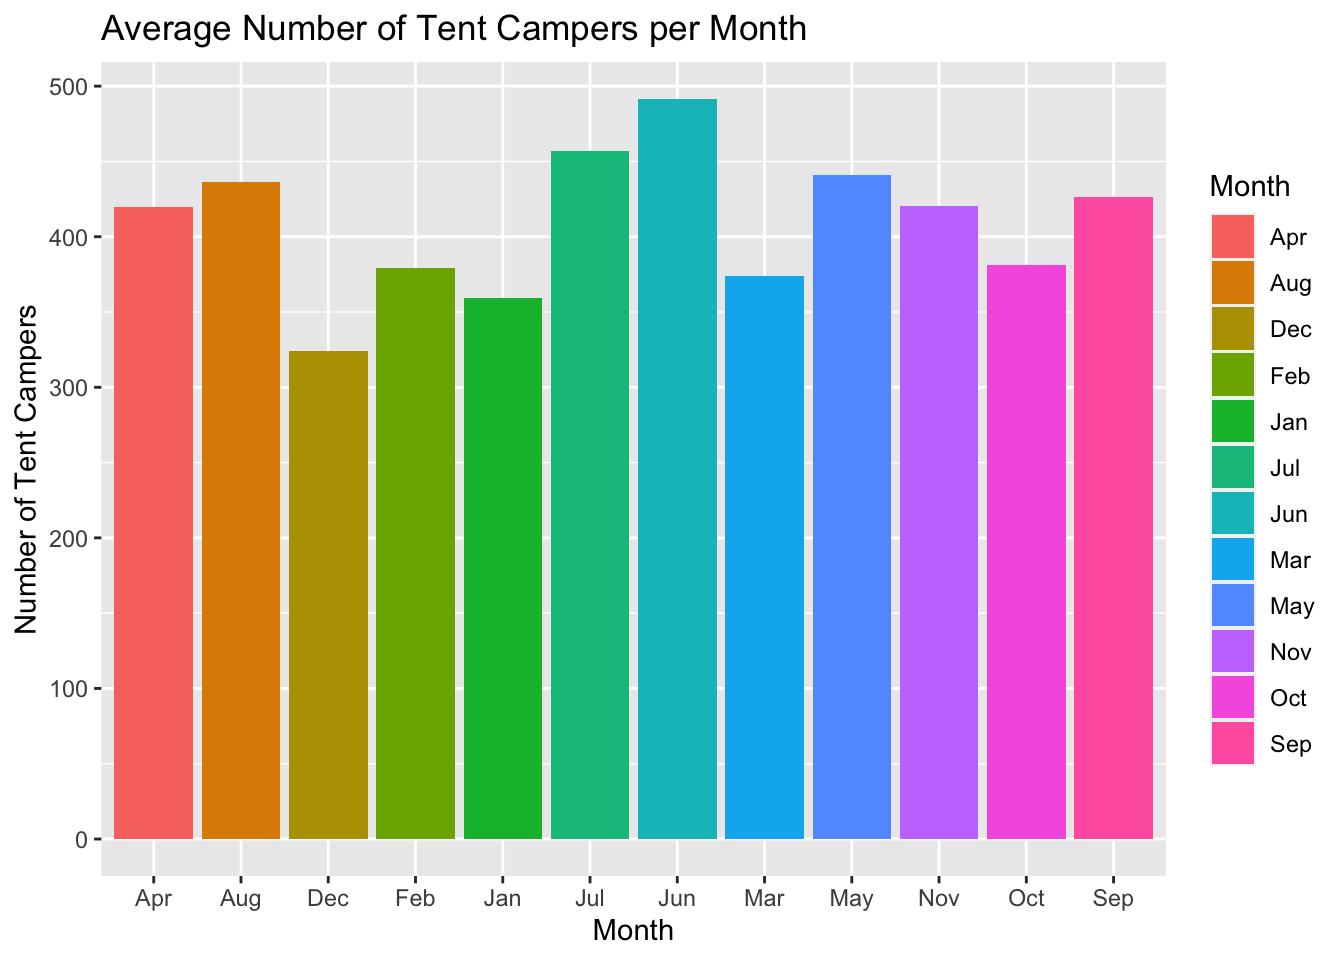 Average Number of Tent Campers per Month
Number of Tent Campers
500
400
300
200
100
0
Apr Aug Dec Feb Jan Jul Jun Mar May Nov Oct Sep
Month
Month
Apr
Aug
Dec
Feb
Jan
Jul
Jun
Mar
May
Nov
Oct
Sep